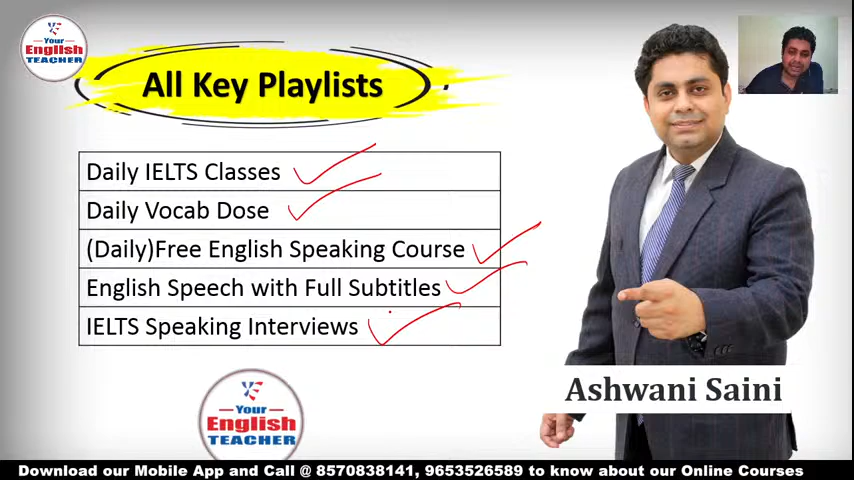 Your
English
TEACHER
All Key Playlists
Daily IELTS Classes
Daily Vocab Dose
(Daily)Free English Speaking Course
English Speech with Full Subtitles
IELTS Speaking Interviews
Ashwani Saini
Your
English
TEACHER
Download our Mobile App and Call @ 8570838141, 9653526589 to know about our Online Courses